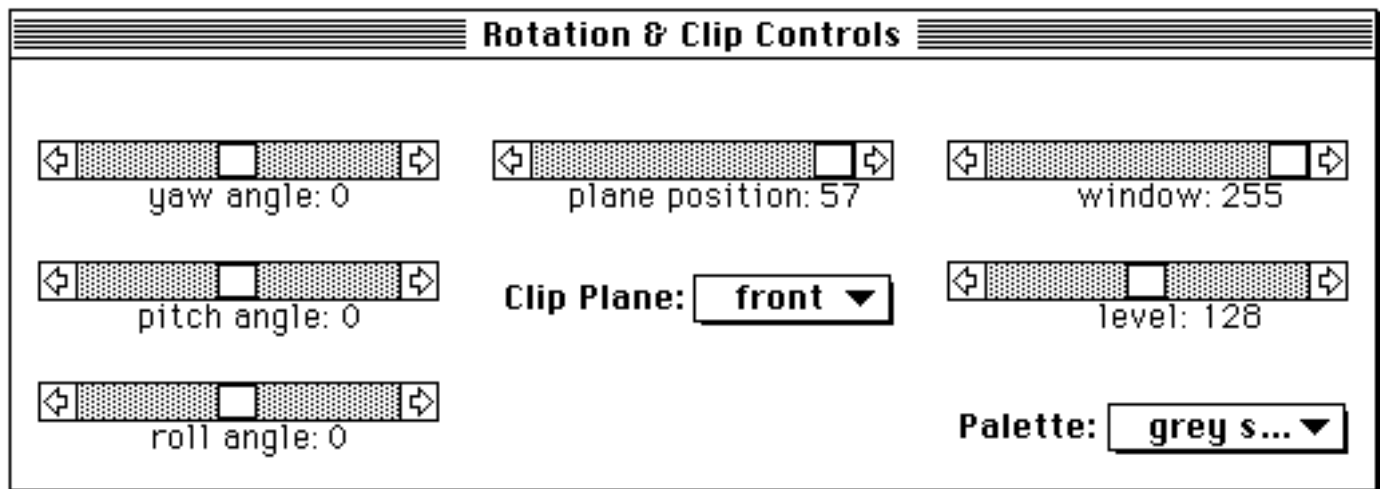 Rotation & Clip Controls
yaw angle: 0
plane position: 57
window: 255
pitch angle: 0
Clip Plane: front
level: 128
roll angle: 0
Palette: grey s...